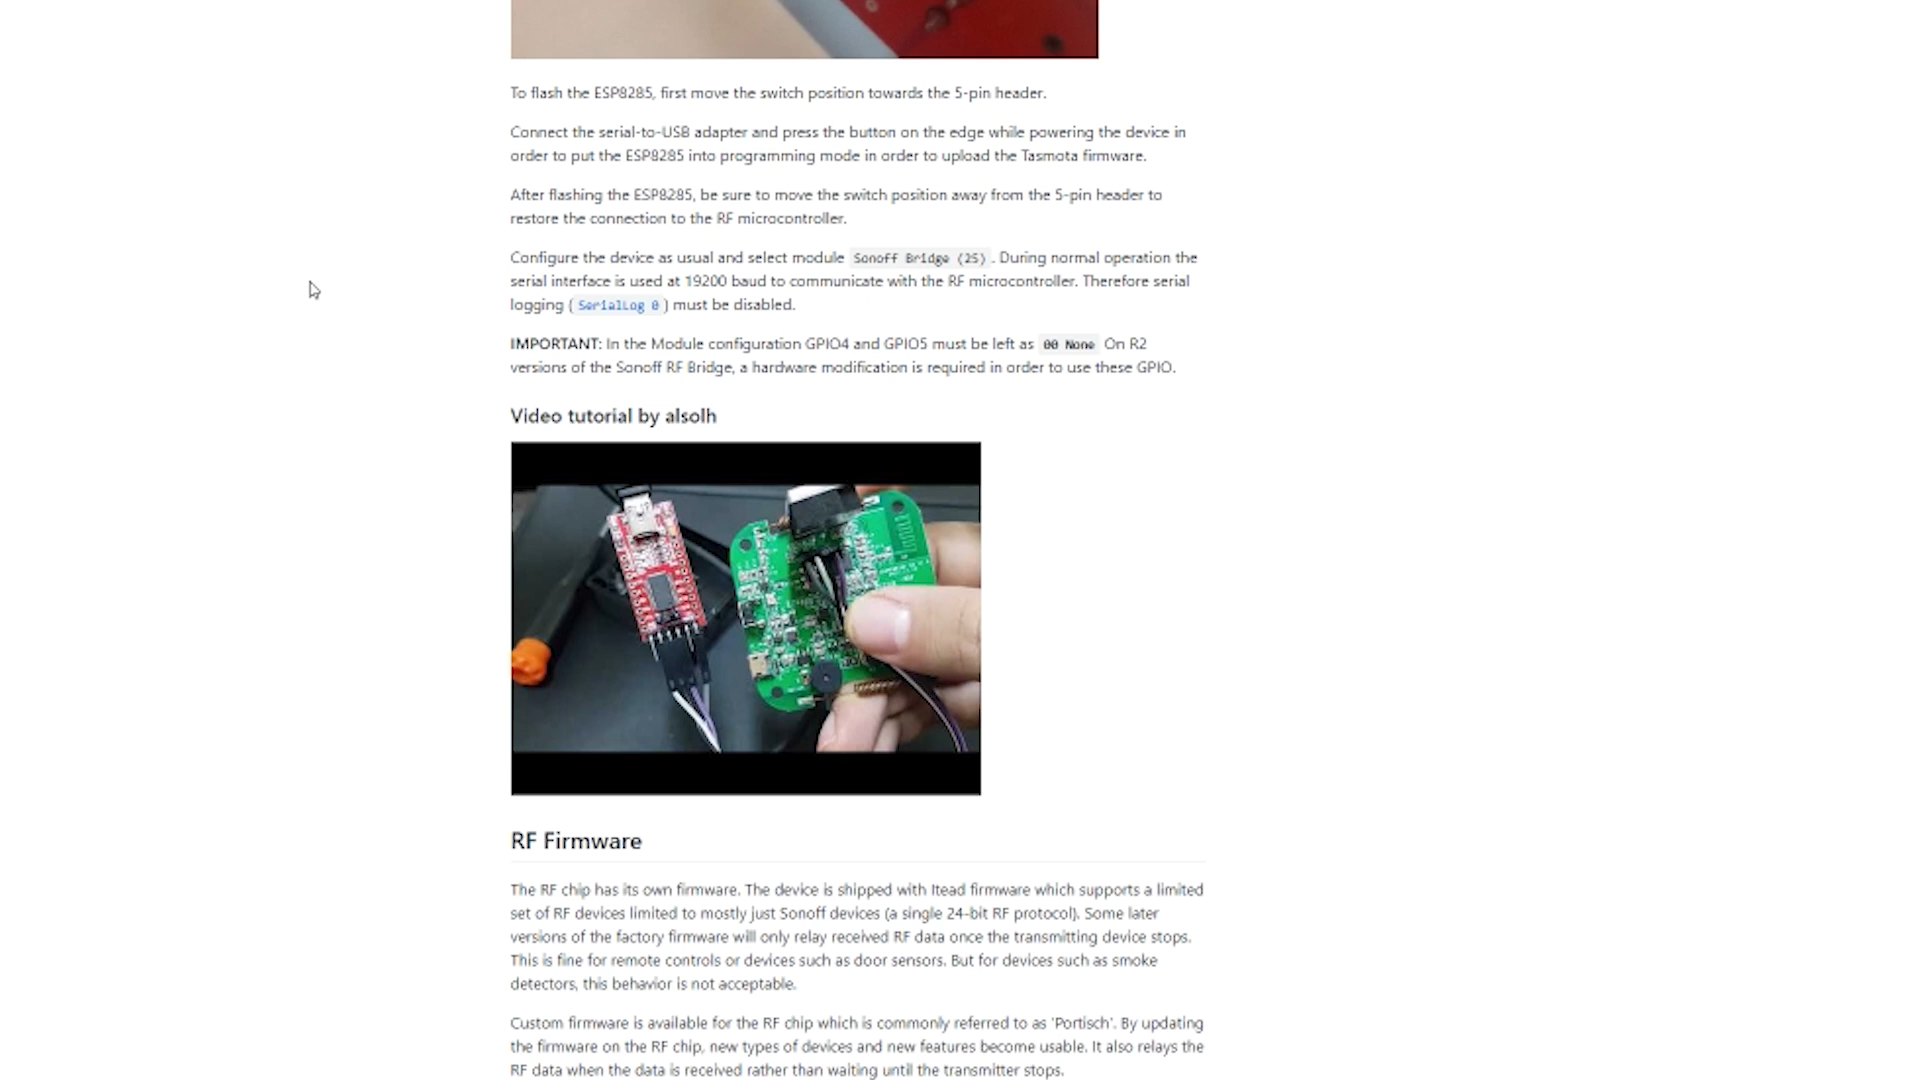 To flash the ESP8285, first move the switch position towards the 5-pin header.
Connect the serial-to-USB adapter and press the button on the edge while powering the device in
order to put the ESP8285 into programming mode in order to upload the Tasmota firmware.
After flashing the ESP8285, be sure to move the switch position away from the 5-pin header to
restore the connection to the RF microcontroller.
Configure the device as usual and select module Sonoff Bridge (25). During normal operation the
serial interface is used at 19200 baud to communicate with the RF microcontroller. Therefore serial
logging ( SerialLog 0 ) must be disabled.
IMPORTANT: In the Module configuration GPIO4 and GPIO5 must be left as 00 None On R2
versions of the Sonoff RF Bridge, a hardware modification is required in order to use these GPIO.
Video tutorial by alsolh
RF Firmware
The RF chip has its own firmware. The device is shipped with Itead firmware which supports a limited
set of RF devices limited to mostly just Sonoff devices (a single 24-bit RF protocol). Some later
versions of the factory firmware will only relay received RF data once the transmitting device stops.
This is fine for remote controls or devices such as door sensors. But for devices such as smoke
detectors, this behavior is not acceptable.
Custom firmware is available for the RF chip which is commonly referred to as 'Portisch'. By updating
the firmware on the RF chip, new types of devices and new features become usable. It also relays the
RF data when the data is received rather than waiting until the transmitter stops.